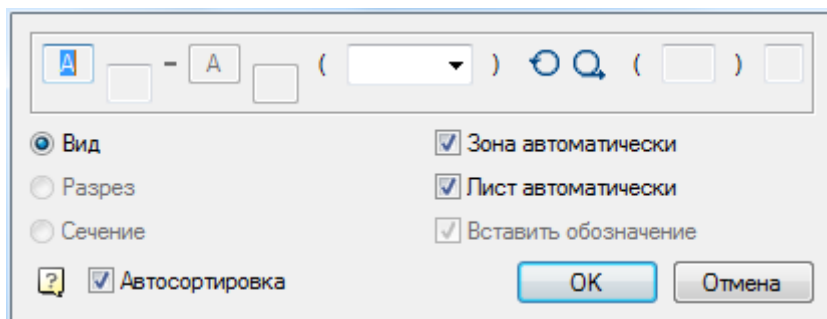 А - А ( ) ( )
Вид
Зона автоматически
Разрез
Лист автоматически
Сечение
Вставить обозначение
? Автосортировка
OK
Отмена